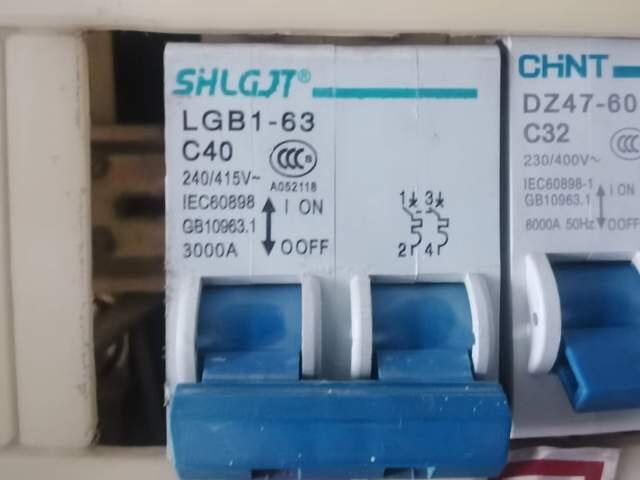 SHLGJT®
LGB1-63
C40
CCC
240/415V~
A052118
IEC60898
I ON
GB10963.1
3000A
O OFF
1 3
2 4
CHNT
DZ47-60
C32
230/400V~
IEC60898-1
I ON
GB10963.1
6000A 50Hz
O OFF